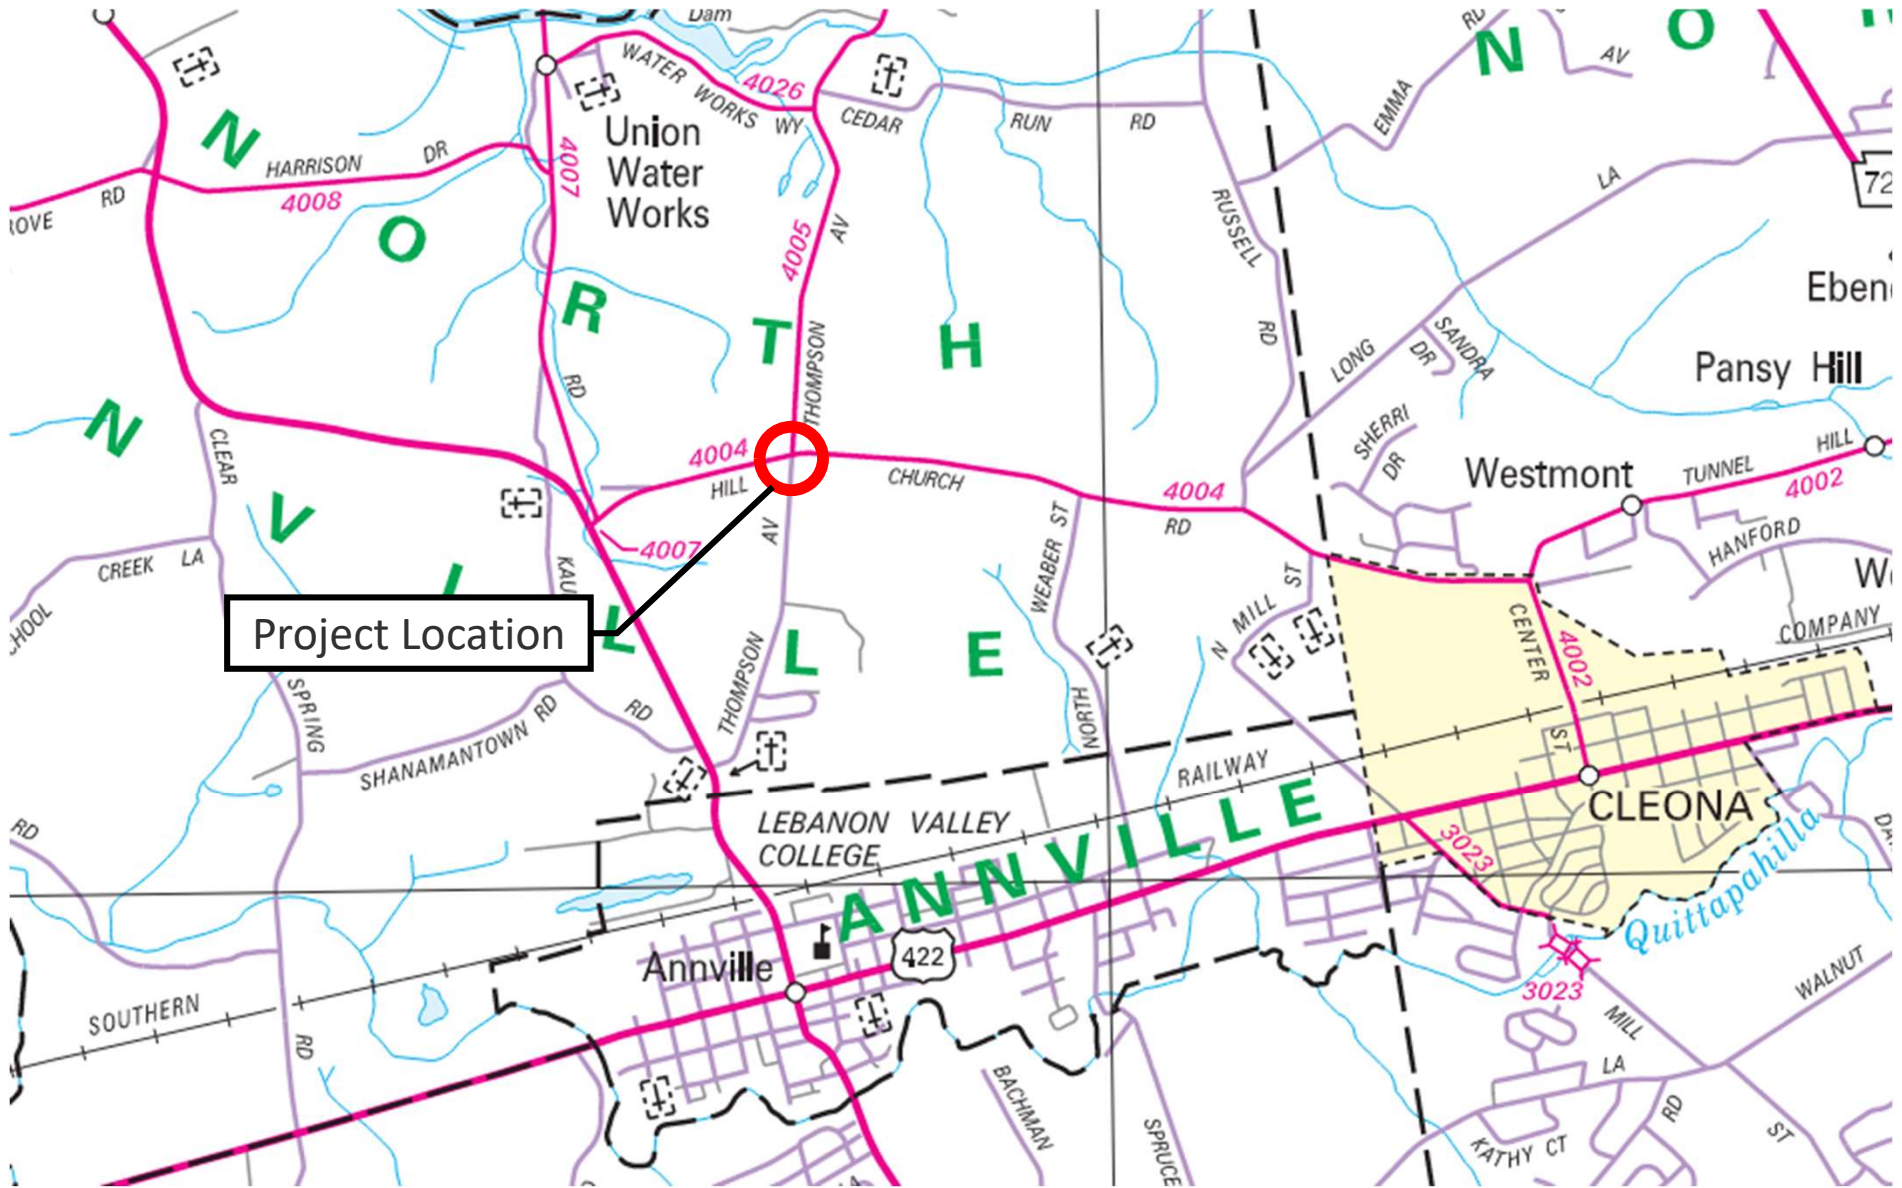 Dam
N
O
RD
AV
WATER WORKS WY
4026
CEDAR RUN RD
EMMA
N
Union
Water
Works
HARRISON DR
4008
4007
RD
ROVE
LA
72
O
4005
AV
RUSSELL
RD
Eben
R
T
H
THOMPSON
LONG
SANDRA
DR
Pansy Hill
N
RD
CLEAR
4004
HILL
CHURCH
4004
RD
SHERRI
DR
Westmont
TUNNEL
HILL
4002
V
AV
WEABER ST
HANFORD
4007
CREEK LA
KAU
I
ST
N MILL
CENTER
4002
ST
COMPANY
Project Location
L
L
E
THOMPSON
NORTH
SPRING
SHANAMANTOWN RD
RD
RAILWAY
CLEONA
LEBANON VALLEY
COLLEGE
ANNVILLE
3023
RD
Quittapahilla
Annville
422
3023
SOUTHERN
RD
MILL
WALNUT
LA
BACHMAN
SPRUCE
RD
ST
KATHY CT